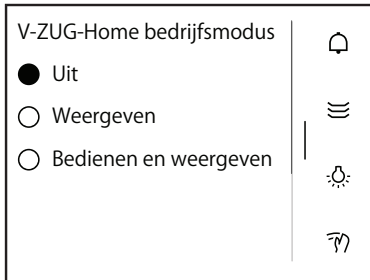 V-ZUG-Home bedrijfsmodus
Uit
Weergeven
Bedienen en weergeven